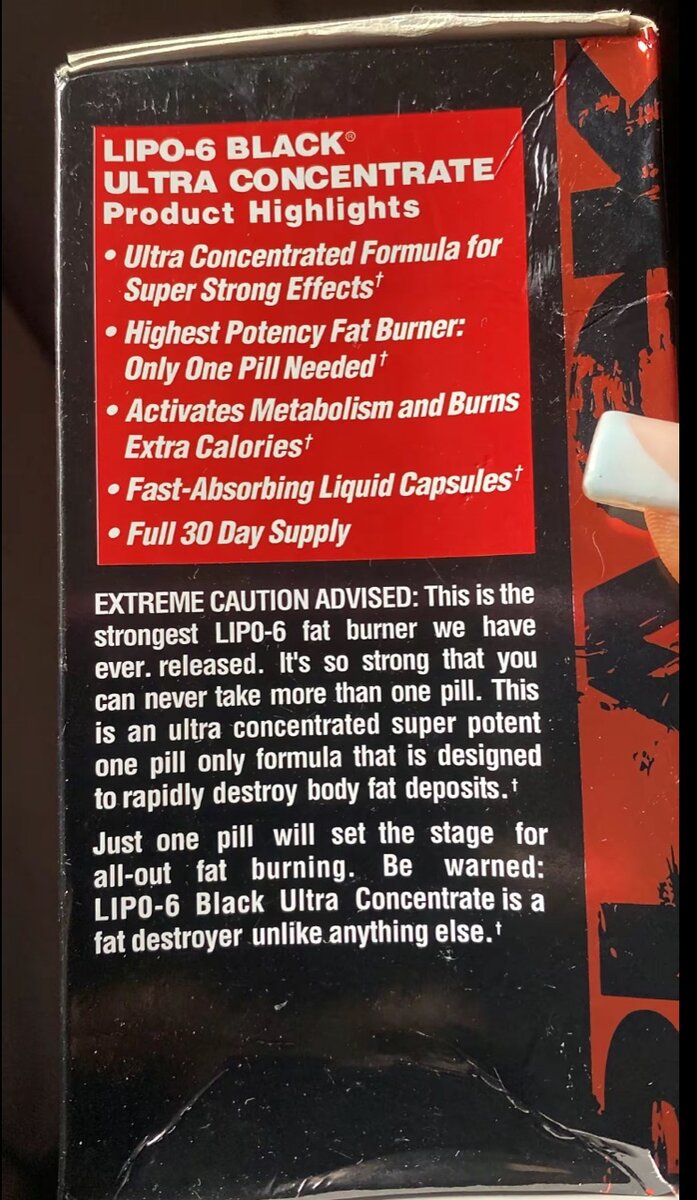 LIPO-6 BLACK®
ULTRA CONCENTRATE
Product Highlights
• Ultra Concentrated Formula for
Super Strong Effects†
• Highest Potency Fat Burner:
Only One Pill Needed†
• Activates Metabolism and Burns
Extra Calories†
• Fast-Absorbing Liquid Capsules†
• Full 30 Day Supply
EXTREME CAUTION ADVISED: This is the
strongest LIPO-6 fat burner we have
ever. released. It's so strong that you
can never take more than one pill. This
is an ultra concentrated super potent
one pill only formula that is designed
to rapidly destroy body fat deposits.†
Just one pill will set the stage for
all-out fat burning. Be warned:
LIPO-6 Black Ultra Concentrate is a
fat destroyer unlike anything else.†